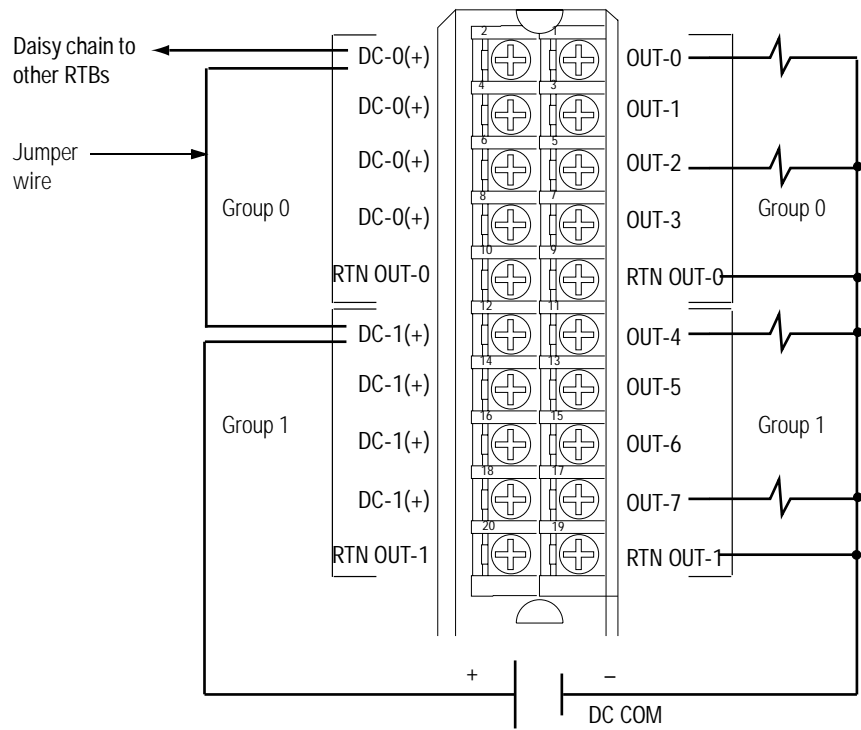 Daisy chain to
other RTBs
Jumper
wire
Group 0
Group 1
DC-0(+)
DC-0(+)
DC-0(+)
DC-0(+)
RTN OUT-0
DC-1(+)
DC-1(+)
DC-1(+)
DC-1(+)
RTN OUT-1
2 1
4 3
6 5
8 7
10 9
12 11
14 13
16 15
18 17
20 19
OUT-0
OUT-1
OUT-2
OUT-3
RTN OUT-0
OUT-4
OUT-5
OUT-6
OUT-7
RTN OUT-1
Group 0
Group 1
+ –
DC COM